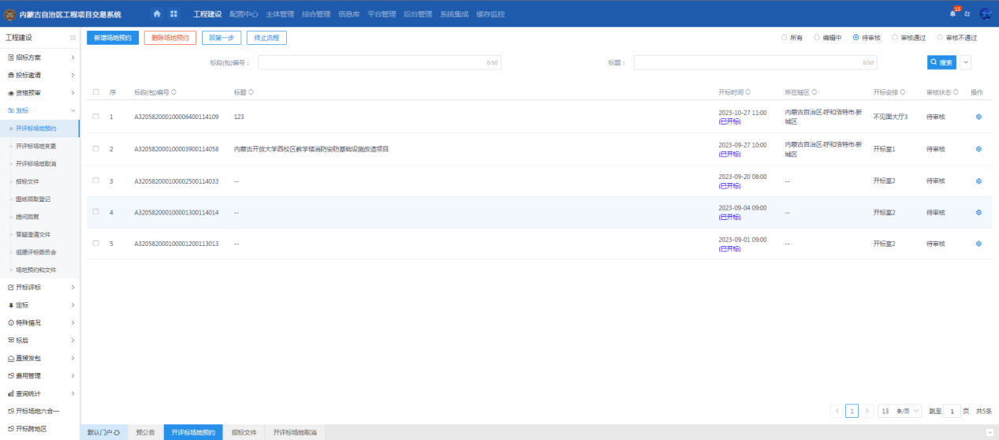 内蒙古自治区工程项目交易系统
工程建设 配置中心 主体管理 综合管理 信息库 平台管理 后台管理 系统集成 缓存监控
15
工程建设
招标方案
投标邀请
资格预审
发标
开评标场地预约
开评标场地变更
开评标场地取消
招标文件
图纸领取登记
提问回复
答疑澄清文件
组建评标委员会
场地预约和文件
开标评标
定标
特殊情况
标后
直接发包
费用管理
查询统计
开标场地六合一
开标跨地区
新增场地预约 删除场地预约 回第一步 终止流程
所有 编辑中 待审核 审核通过 审核不通过
标段(包)编号： 0/50 标题： 0/50 搜索
序 标段(包)编号 标题 开标时间 所在辖区 开标安排 审核状态 操作
1 A320582000100006400114109 123 2023-10-27 11:00 内蒙古自治区·呼和浩特市·新 不见面大厅3 待审核
(已开标) 城区
2 A320582000100003900114058 内蒙古开放大学西校区教学楼消防安防基础设施改造项目 2023-09-27 10:00 内蒙古自治区·呼和浩特市·新 开标室1 待审核
(已开标) 城区
3 A320582000100002500114033 -- 2023-09-20 08:00 -- 开标室2 待审核
(已开标)
4 A320582000100001300114014 -- 2023-09-04 09:00 -- 开标室2 待审核
(已开标)
5 A320582000100001200113013 -- 2023-09-01 09:00 -- 开标室2 待审核
(已开标)
1 13 条/页 跳至 1 页 共5条
默认门户 预公告 开评标场地预约 招标文件 开评标场地取消